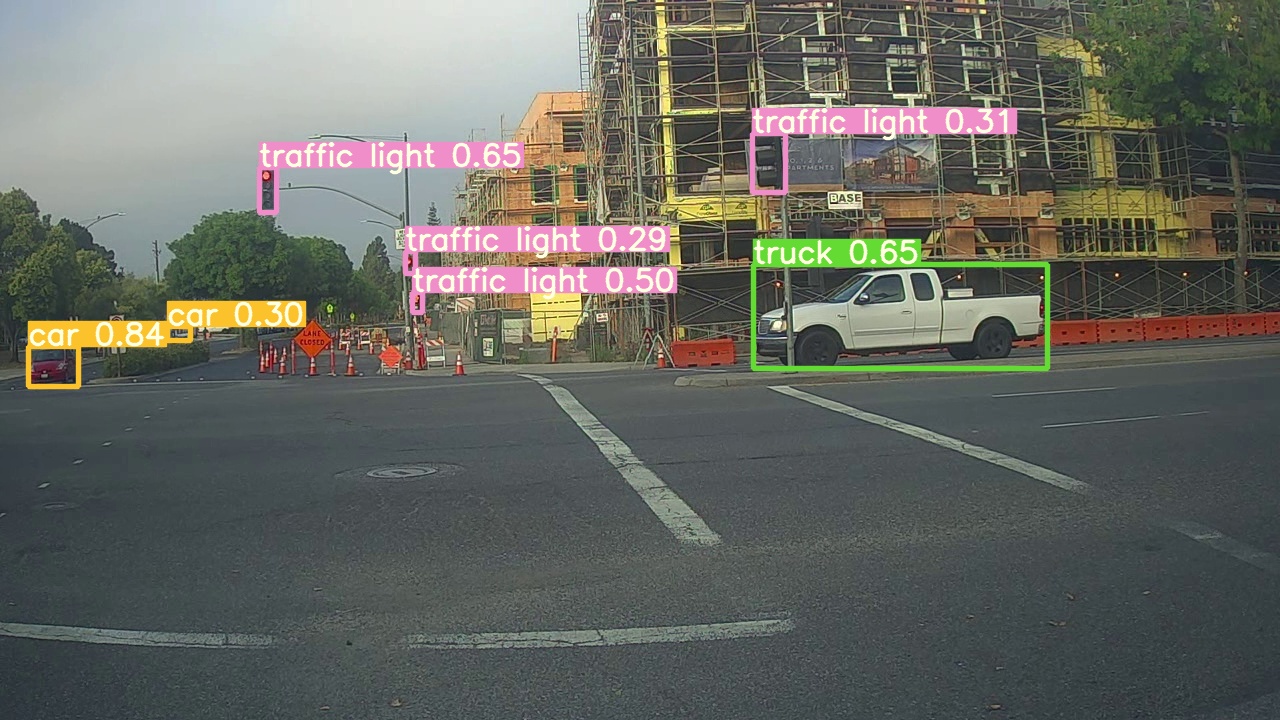 traffic light 0.31
traffic light 0.65
BASE
traffic light 0.29
truck 0.65
traffic light 0.50
car 0.30
car 0.84
LANE
CLOSED